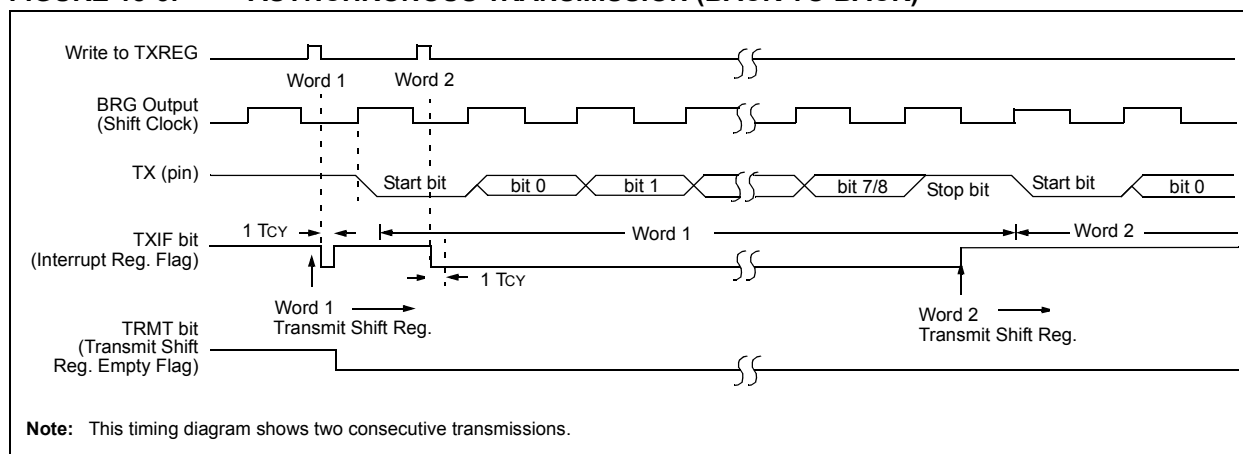 Write to TXREG
Word 1 Word 2
BRG Output
(Shift Clock)
TX (pin)
Start bit bit 0 bit 1 bit 7/8 Stop bit Start bit bit 0
TXIF bit
(Interrupt Reg. Flag)
1 TCY
Word 1
Word 2
1 TCY
Word 1
Transmit Shift Reg.
Word 2
Transmit Shift Reg.
TRMT bit
(Transmit Shift
Reg. Empty Flag)
Note: This timing diagram shows two consecutive transmissions.